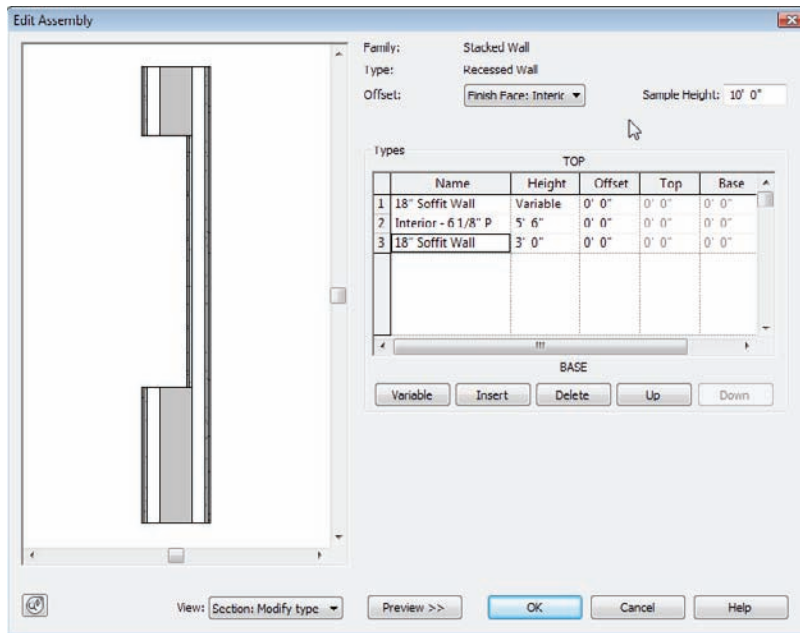 Edit Assembly
Family: Stacked Wall
Type: Recessed Wall
Offset: Finish Face: Interic Sample Height: 10' 0"
Types
TOP
Name Height Offset Top Base
1 18" Soffit Wall Variable 0' 0" 0' 0" 0' 0"
2 Interior - 6 1/8" P 5' 6" 0' 0" 0' 0" 0' 0"
3 18" Soffit Wall 3' 0" 0' 0" 0' 0" 0' 0"
BASE
Variable Insert Delete Up Down
View: Section: Modify type Preview >> OK Cancel Help